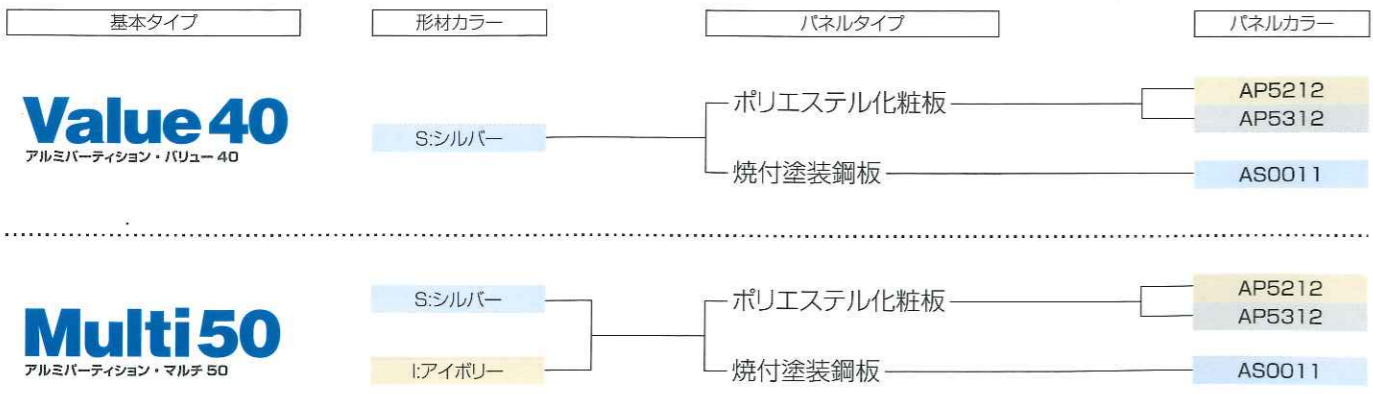 基本タイプ 形材カラー パネルタイプ パネルカラー
Value 40
アルミパーティション・バリュー 40
S:シルバー
ポリエステル化粧板
AP5212
AP5312
焼付塗装鋼板
AS0011
Multi 50
アルミパーティション・マルチ 50
S:シルバー
I:アイボリー
ポリエステル化粧板
AP5212
AP5312
焼付塗装鋼板
AS0011